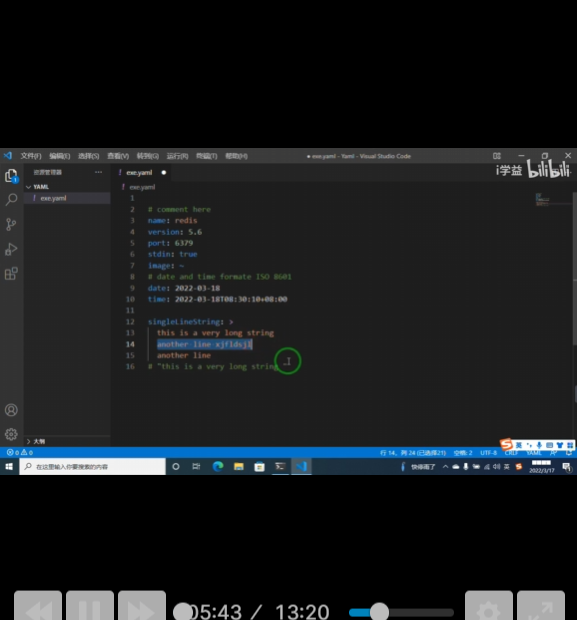 文件(F) 编辑(E) 选择(S) 查看(V) 转到(G) 运行(R) 终端(T) 帮助(H) ● exe.yaml - Yaml - Visual Studio Code
i学益 bilibili
资源管理器 ··· ! exe.yaml ●
YAML ! exe.yaml
! exe.yaml
1
2 # comment here
3 name: redis
4 version: 5.6
5 port: 6379
6 stdin: true
7 image: ~
8 # date and time formate ISO 8601
9 date: 2022-03-18
10 time: 2022-03-18T08:30:10+08:00
11
12 singleLineString: >
13 this is a very long string
14 another line xjfldsjl
15 another line
16 # "this is a very long string
大纲
英
0 0 行 14, 列 24 (已选择21) 空格: 2 UTF-8 CRLF YAML
在这里输入你要搜索的内容
快修雨了 英
2022/3/17
05:43 / 13:20